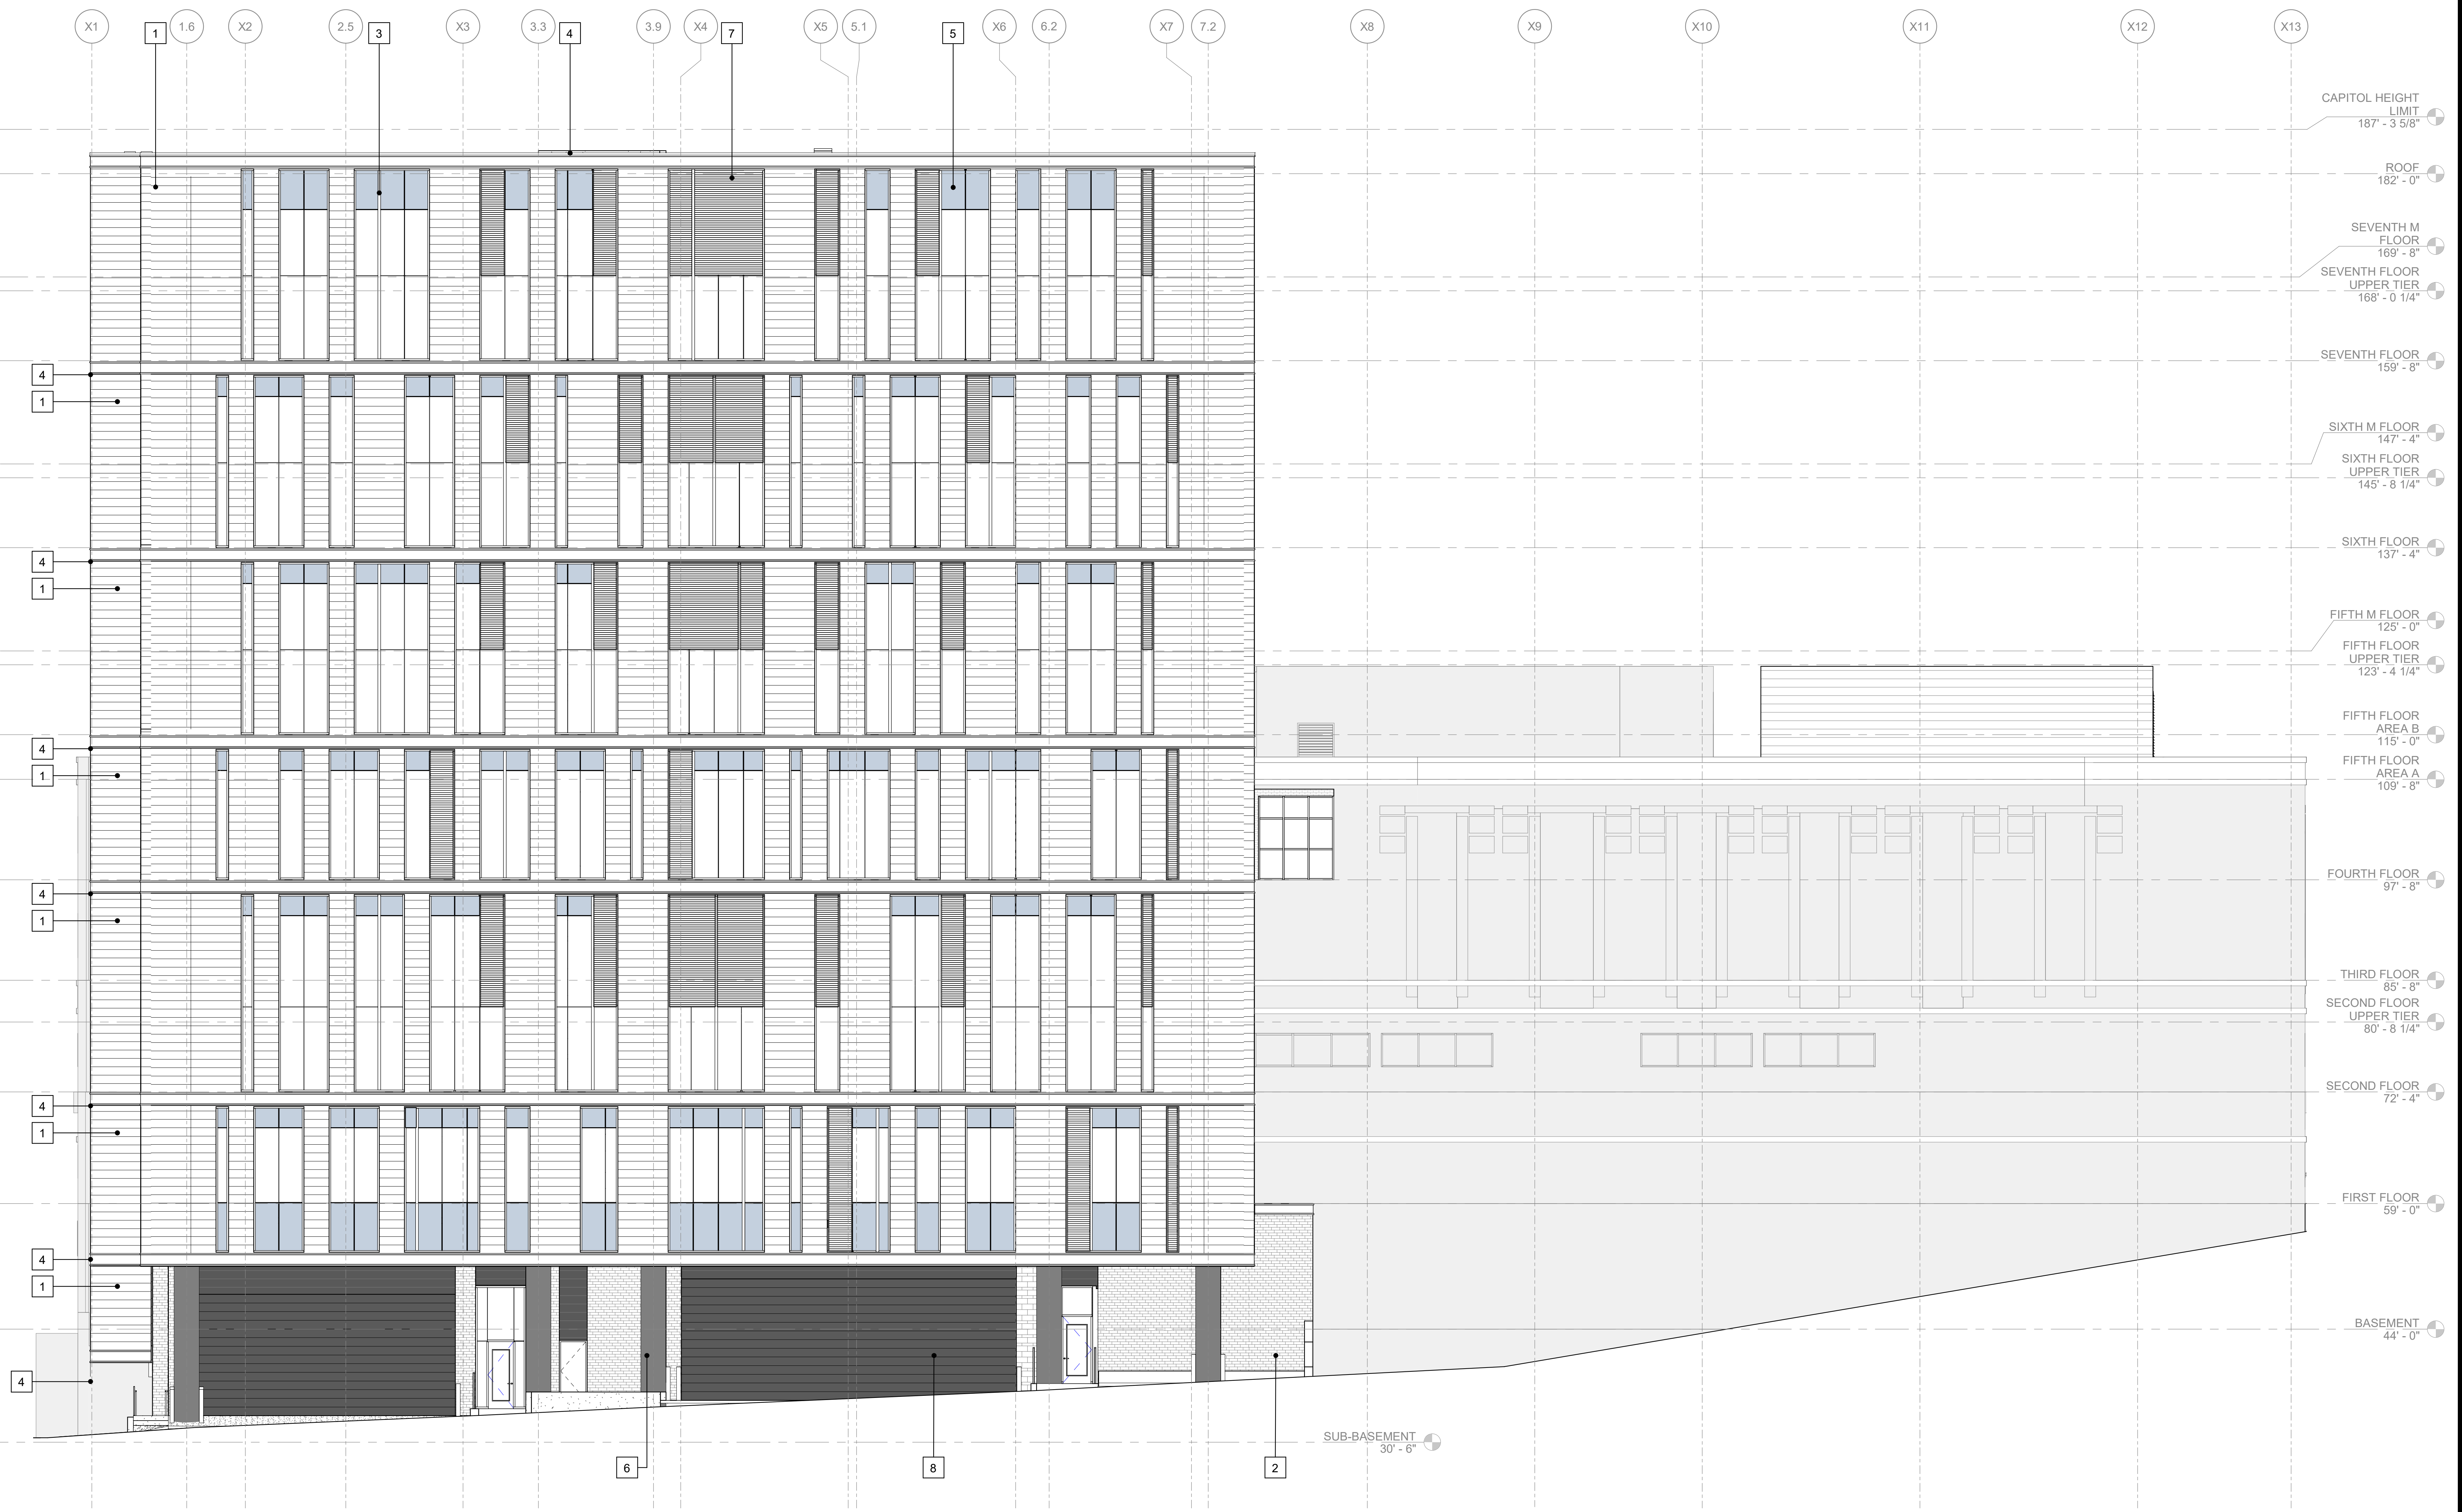 X1
1
1.6
X2
2.5
3
X3
3.3
4
3.9
X4
7
X5
5.1
5
X6
6.2
X7
7.2
X8
X9
X10
X11
X12
X13
CAPITOL HEIGHT
LIMIT
187' - 3 5/8"
ROOF
182' - 0"
SEVENTH M
FLOOR
169' - 8"
SEVENTH FLOOR
UPPER TIER
168' - 0 1/4"
SEVENTH FLOOR
159' - 8"
4
1
SIXTH M FLOOR
147' - 4"
SIXTH FLOOR
UPPER TIER
145' - 8 1/4"
SIXTH FLOOR
137' - 4"
4
1
FIFTH M FLOOR
125' - 0"
FIFTH FLOOR
UPPER TIER
123' - 4 1/4"
FIFTH FLOOR
AREA B
115' - 0"
4
1
FIFTH FLOOR
AREA A
109' - 8"
FOURTH FLOOR
97' - 8"
4
1
THIRD FLOOR
85' - 8"
SECOND FLOOR
UPPER TIER
80' - 8 1/4"
SECOND FLOOR
72' - 4"
4
1
FIRST FLOOR
59' - 0"
4
1
BASEMENT
44' - 0"
4
SUB-BASEMENT
30' - 6"
6
8
2